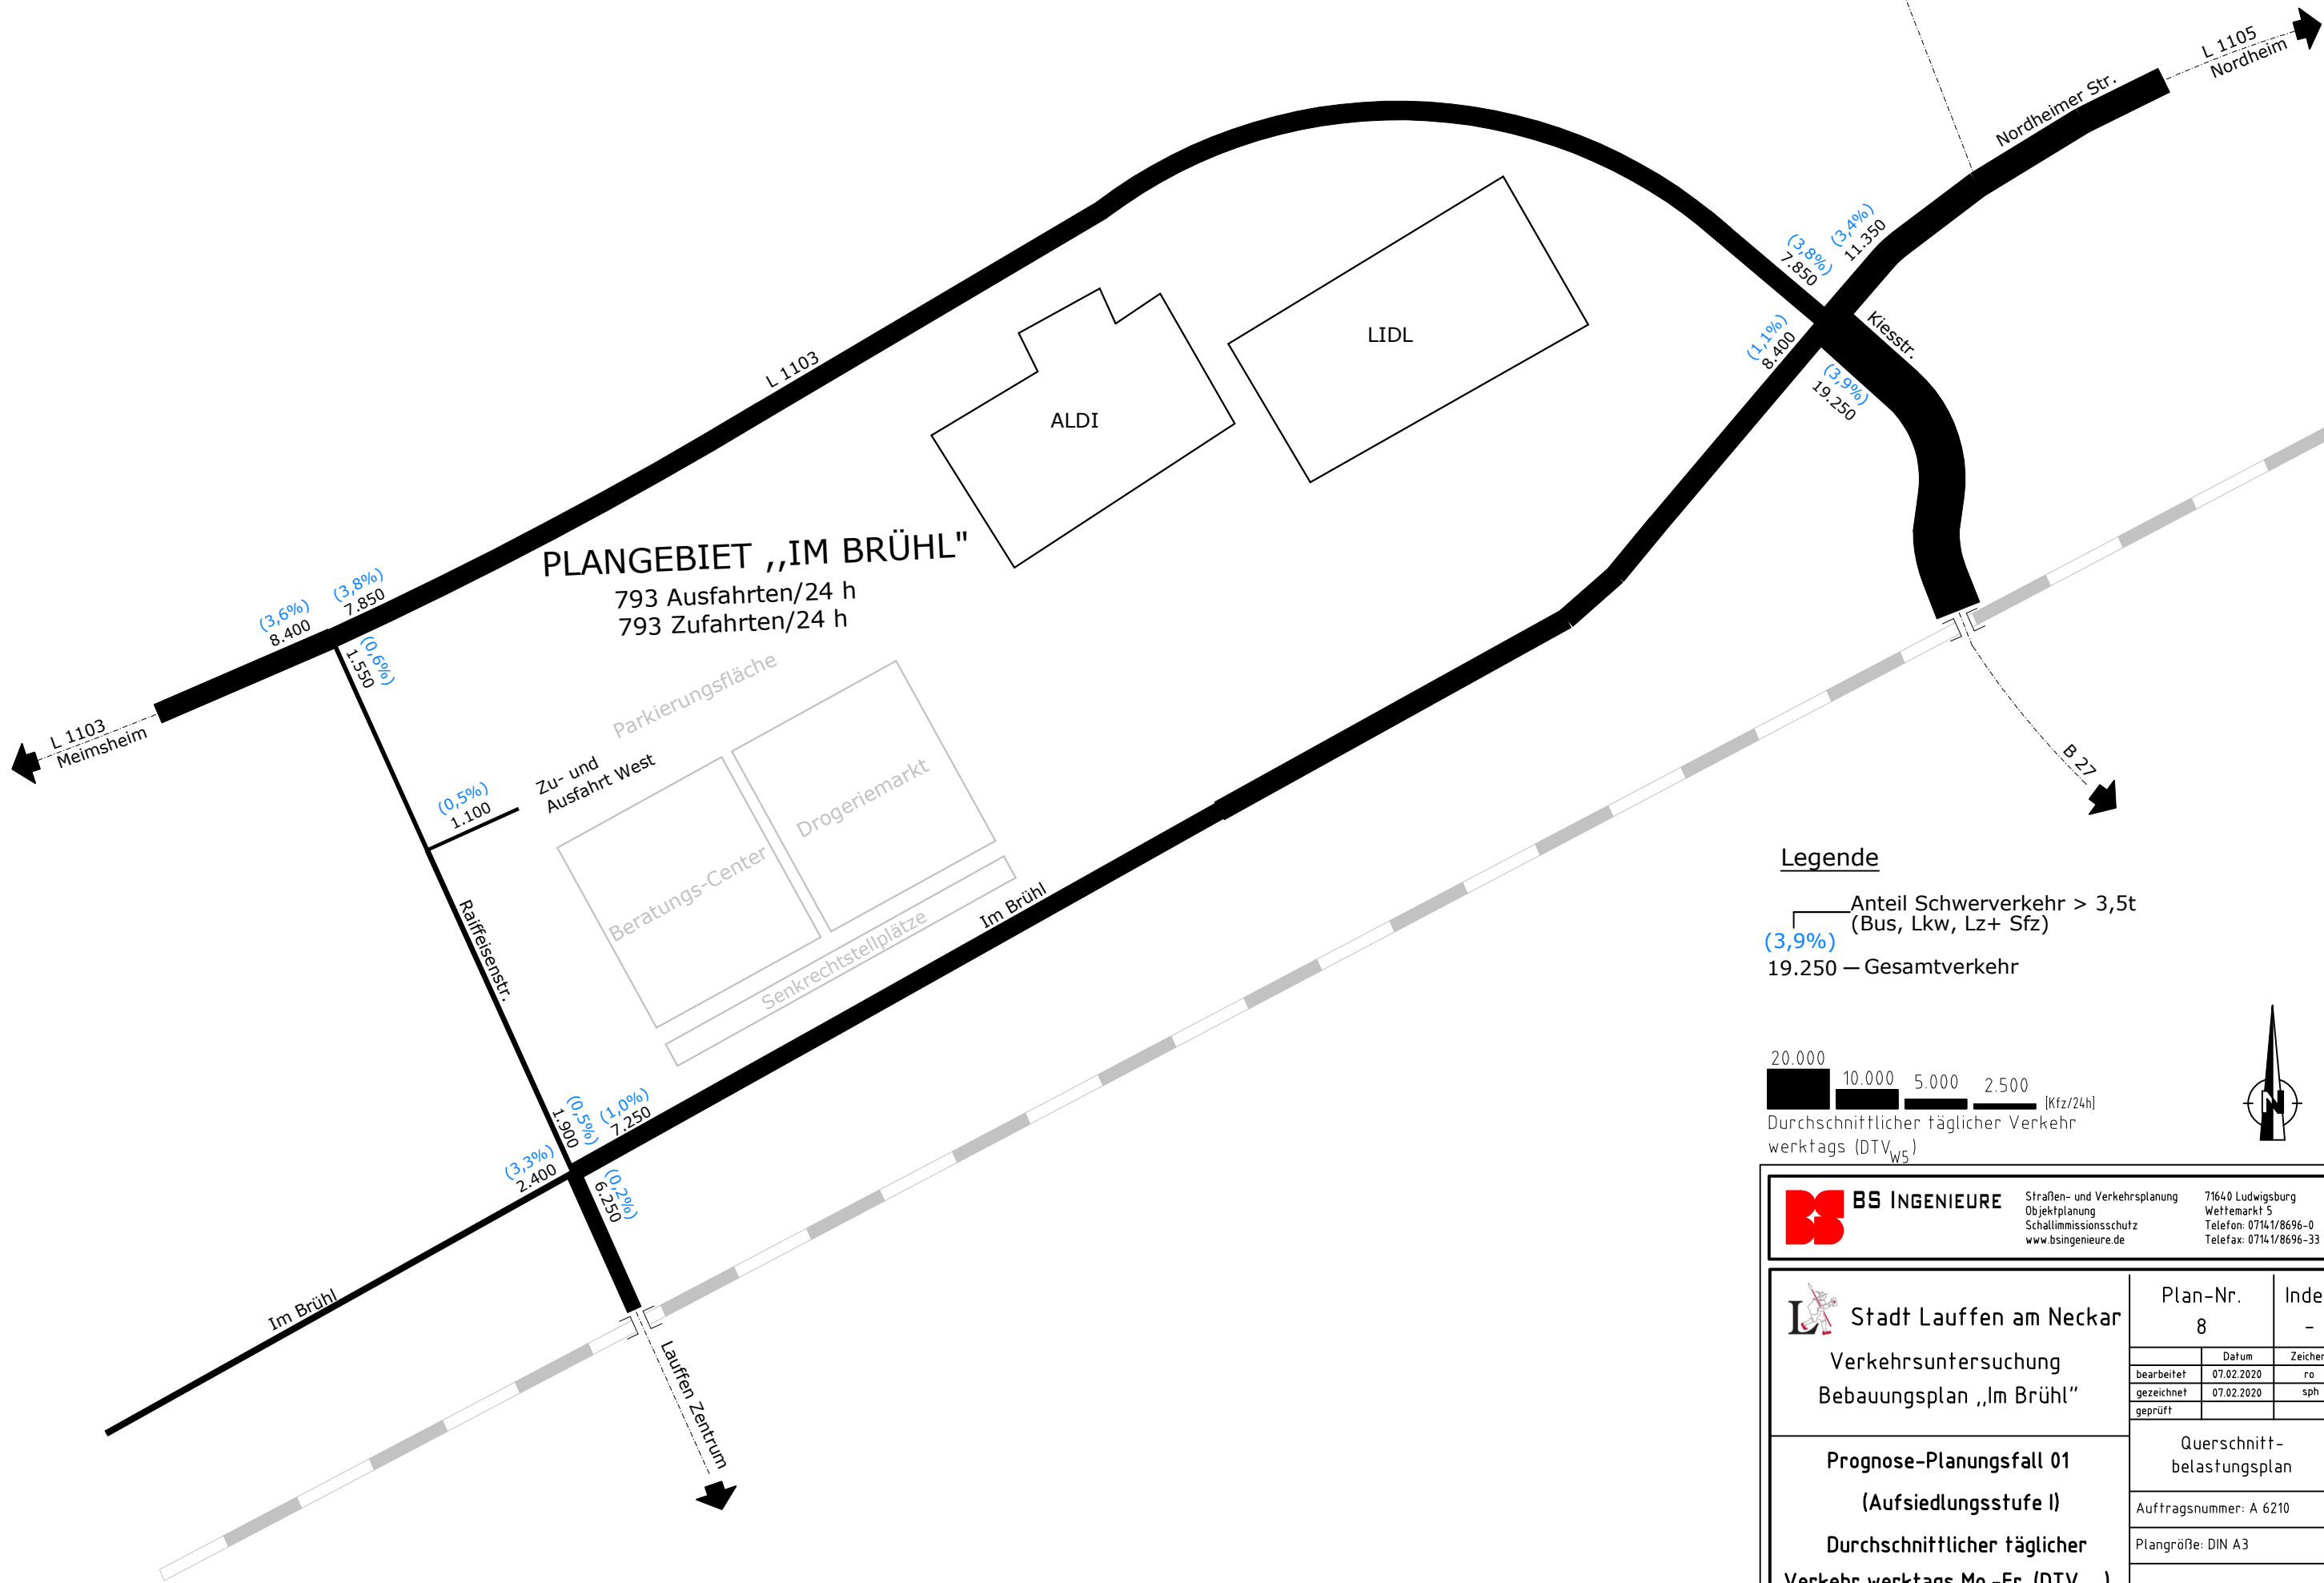 L 1105
Nordheim
Nordheimer Str.
(3,4%)
11.350
(3,8%)
7.850
Kiesstr.
(1,1%)
8.400
(3,9%)
19.250
L 1103
LIDL
ALDI
PLANGEBIET ,,IM BRÜHL"
793 Ausfahrten/24 h
793 Zufahrten/24 h
(3,8%)
7.850
(3,6%)
8.400
(0,6%)
1.550
L 1103
Meimsheim
Parkierungsfläche
Zu- und
Ausfahrt West
(0,5%)
1.100
Drogeriemarkt
Beratungs-Center
Senkrechtstellplätze
Raiffeisenstr.
Im Brühl
(0,5%)
1.900
(1,0%)
7.250
(3,3%)
2.400
(0,2%)
6.250
Im Brühl
Lauffen Zentrum
B 27
Legende
Anteil Schwerverkehr > 3,5t
(Bus, Lkw, Lz+ Sfz)
(3,9%)
19.250 — Gesamtverkehr
20.000 10.000 5.000 2.500 [Kfz/24h]
Durchschnittlicher täglicher Verkehr
werktags (DTVW5)
N
BS INGENIEURE
Straßen- und Verkehrsplanung
Objektplanung
Schallimmissionsschutz
www.bsingenieure.de
71640 Ludwigsburg
Wettemarkt 5
Telefon: 07141/8696-0
Telefax: 07141/8696-33
L Stadt Lauffen am Neckar
Verkehrsuntersuchung
Bebauungsplan ,,Im Brühl"
Plan-Nr. Inde
8 -
Datum Zeichen
bearbeitet 07.02.2020 ro
gezeichnet 07.02.2020 sph
geprüft
Querschnitt-
belastungsplan
Auftragsnummer: A 6210
Plangröße: DIN A3
Prognose-Planungsfall 01
(Aufsiedlungsstufe I)
Durchschnittlicher täglicher
Verkehr werktags Mo.-Fr. (DTV